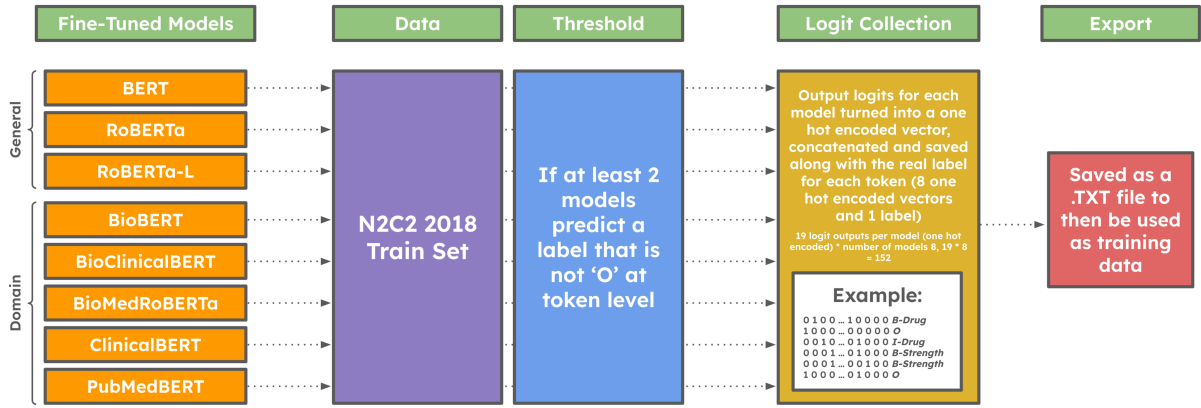 Fine-Tuned Models
Data
Threshold
Logit Collection
Export
General
BERT
RoBERTa
RoBERTa-L
Domain
BioBERT
BioClinicalBERT
BioMedRoBERTa
ClinicalBERT
PubMedBERT
N2C2 2018
Train Set
If at least 2
models
predict a
label that is
not ‘O’ at
token level
Output logits for each
model turned into a one
hot encoded vector,
concatenated and saved
along with the real label
for each token (8 one
hot encoded vectors
and 1 label)
19 logit outputs per model (one hot
encoded) * number of models 8, 19 * 8
= 152
Example:
0 1 0 0 ... 1 0 0 0 0 B-Drug
1 0 0 0 ... 0 0 0 0 0 O
0 0 1 0 ... 0 1 0 0 0 I-Drug
0 0 0 1 ... 0 1 0 0 0 B-Strength
0 0 0 1 ... 0 0 1 0 0 B-Strength
1 0 0 0 ... 0 1 0 0 0 O
Saved as a
.TXT file to
then be used
as training
data